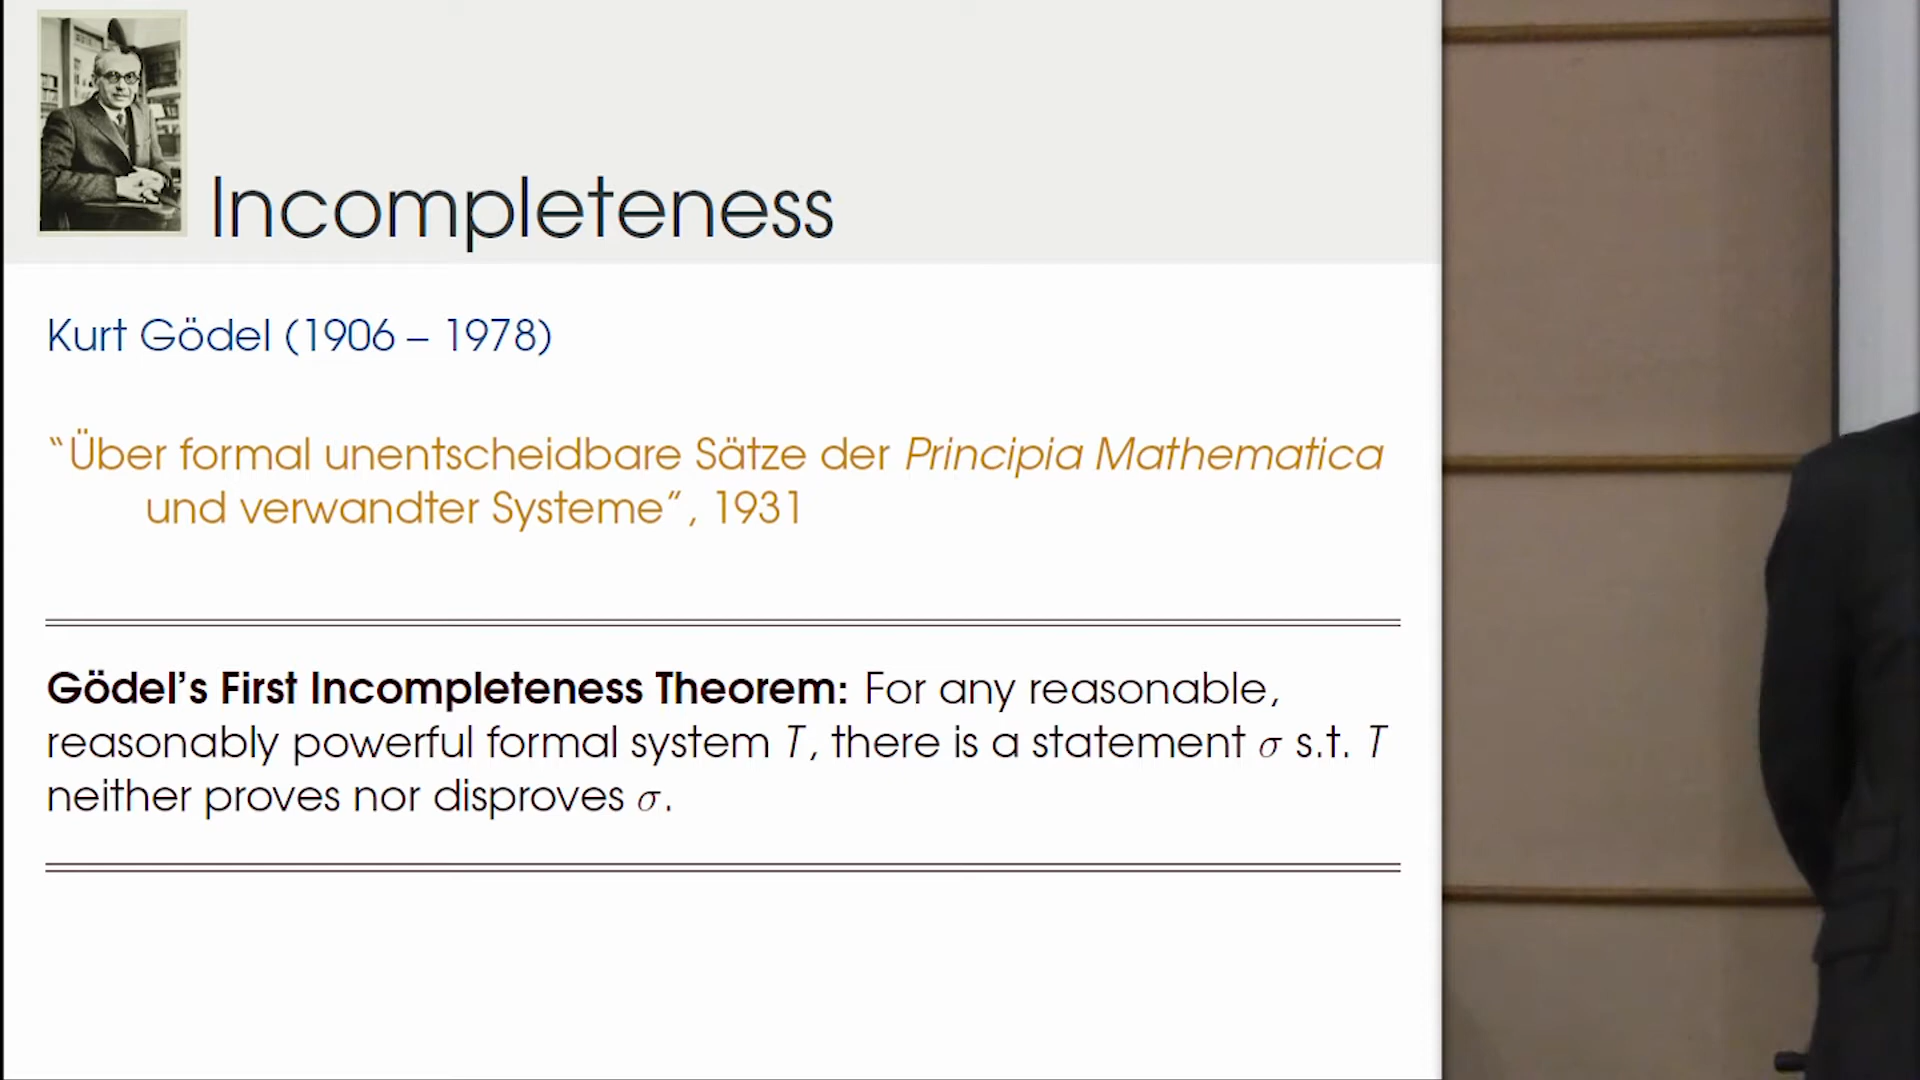 Incompleteness
Kurt Gödel (1906 – 1978)
“Über formal unentscheidbare Sätze der Principia Mathematica
und verwandter Systeme”, 1931
Gödel’s First Incompleteness Theorem: For any reasonable,
reasonably powerful formal system T, there is a statement σ s.t. T
neither proves nor disproves σ.